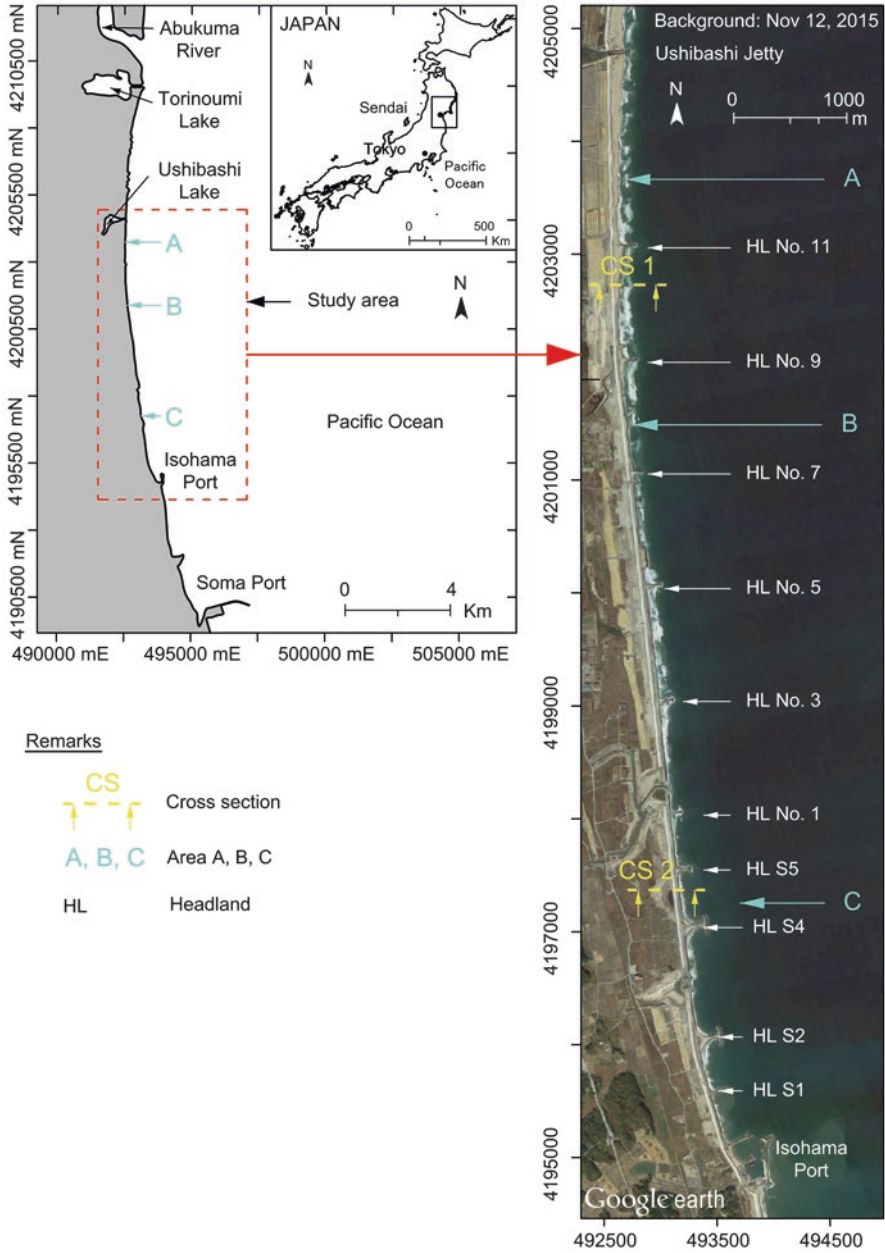 Abukuma
River
Torinoumi
Lake
Ushibashi
Lake
A
B
C
Study area
Pacific Ocean
Isohama
Port
Soma Port
N
0 4
Km
4210500 mN
4205500 mN
4200500 mN
4195500 mN
4190500 mN
490000 mE 495000 mE 500000 mE 505000 mE
JAPAN
N
Sendai
Tokyo
Pacific
Ocean
0 500
Km
Remarks
CS Cross section
A, B, C Area A, B, C
HL Headland
Background: Nov 12, 2015
Ushibashi Jetty
N
0 1000
m
A
HL No. 11
CS 1
HL No. 9
B
HL No. 7
HL No. 5
HL No. 3
HL No. 1
HL S5
CS 2
C
HL S4
HL S2
HL S1
Isohama
Port
Google earth
4205000
4203000
4201000
4199000
4197000
4195000
492500 493500 494500